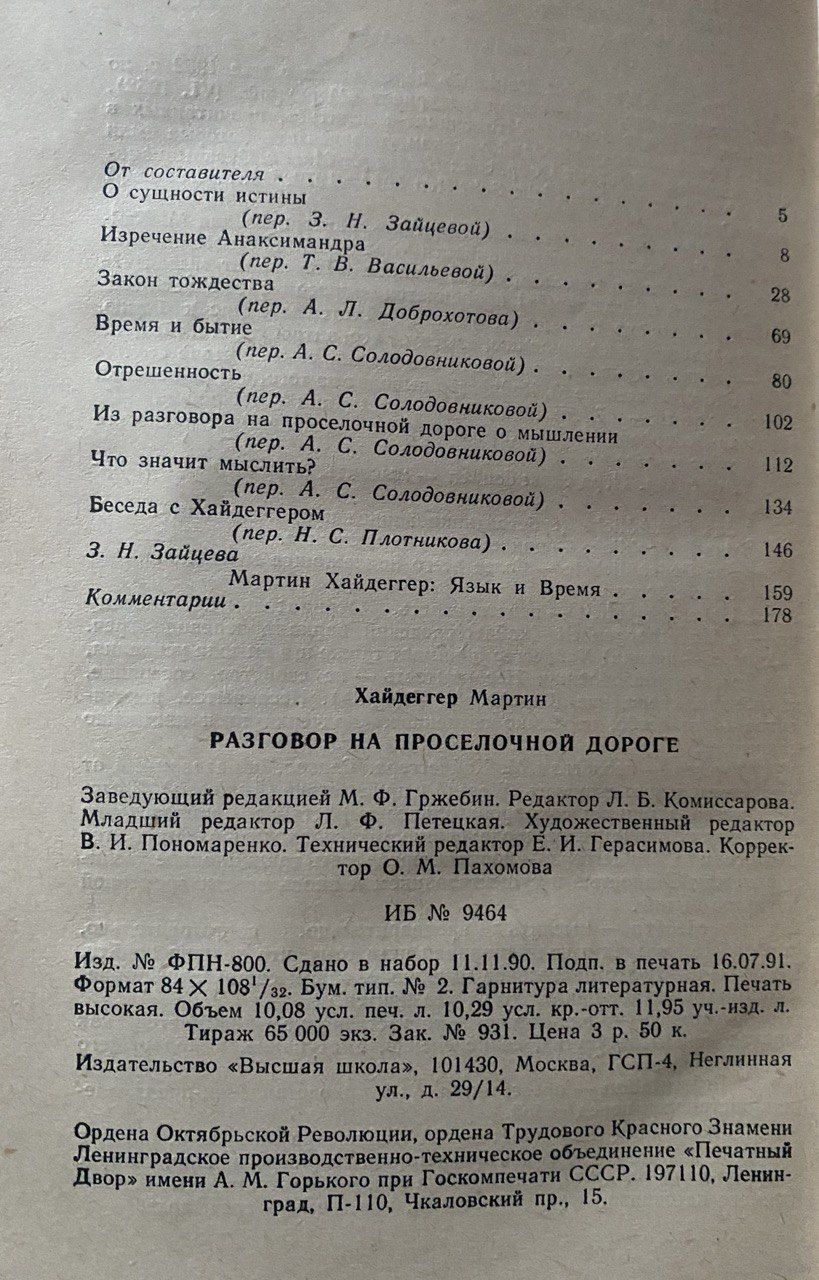 От составителя . . . . . . . . . . . . . . . . 5
О сущности истины
(пер. З. Н. Зайцевой) . . . . . . . . 8
Изречение Анаксимандра
(пер. Т. В. Васильевой) . . . . . . . . 28
Закон тождества
(пер. А. Л. Доброхотова) . . . . . . . 69
Время и бытие
(пер. А. С. Солодовниковой) . . . . . . . 80
Отрешенность
(пер. А. С. Солодовниковой) . . . . . . 102
Из разговора на проселочной дороге о мышлении
(пер. А. С. Солодовниковой) . . . . . . 112
Что значит мыслить?
(пер. А. С. Солодовниковой) . . . . . . 134
Беседа с Хайдеггером
(пер. Н. С. Плотникова) . . . . . . . . 146
З. Н. Зайцева
Мартин Хайдеггер: Язык и Время . . . . . 159
Комментарии . . . . . . . . . . . . . . . . . 178
Хайдеггер Мартин
РАЗГОВОР НА ПРОСЕЛОЧНОЙ ДОРОГЕ
Заведующий редакцией М. Ф. Гржебин. Редактор Л. Б. Комиссарова.
Младший редактор Л. Ф. Петецкая. Художественный редактор
В. И. Пономаренко. Технический редактор Е. И. Герасимова. Коррек-
тор О. М. Пахомова
ИБ № 9464
Изд. № ФПН-800. Сдано в набор 11.11.90. Подп. в печать 16.07.91.
Формат 84 × 108¹/₃₂. Бум. тип. № 2. Гарнитура литературная. Печать
высокая. Объем 10,08 усл. печ. л. 10,29 усл. кр.-отт. 11,95 уч.-изд. л.
Тираж 65 000 экз. Зак. № 931. Цена 3 р. 50 к.
Издательство «Высшая школа», 101430, Москва, ГСП-4, Неглинная
ул., д. 29/14.
Ордена Октябрьской Революции, ордена Трудового Красного Знамени
Ленинградское производственно-техническое объединение «Печатный
Двор» имени А. М. Горького при Госкомпечати СССР. 197110, Ленин-
град, П-110, Чкаловский пр., 15.